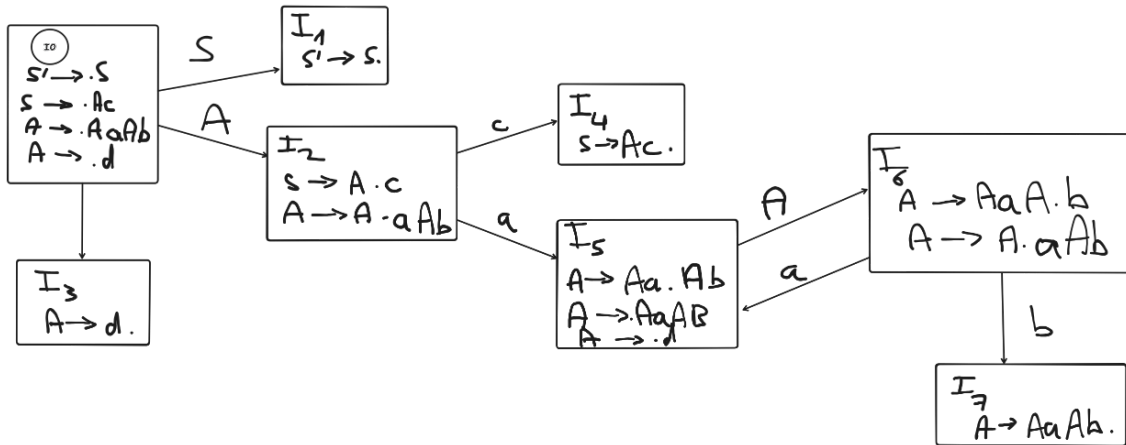 I0
S' → .S
S → .Ac
A → .AaAb
A → .d
S
A
I1
S' → S.
I2
S → A.c
A → A.aAb
I3
A → d.
c
a
I4
S → Ac.
I5
A → Aa.Ab
A → .AaAB
A → .d
A
a
I6
A → AaA.b
A → A.aAb
b
I7
A → AaAb.